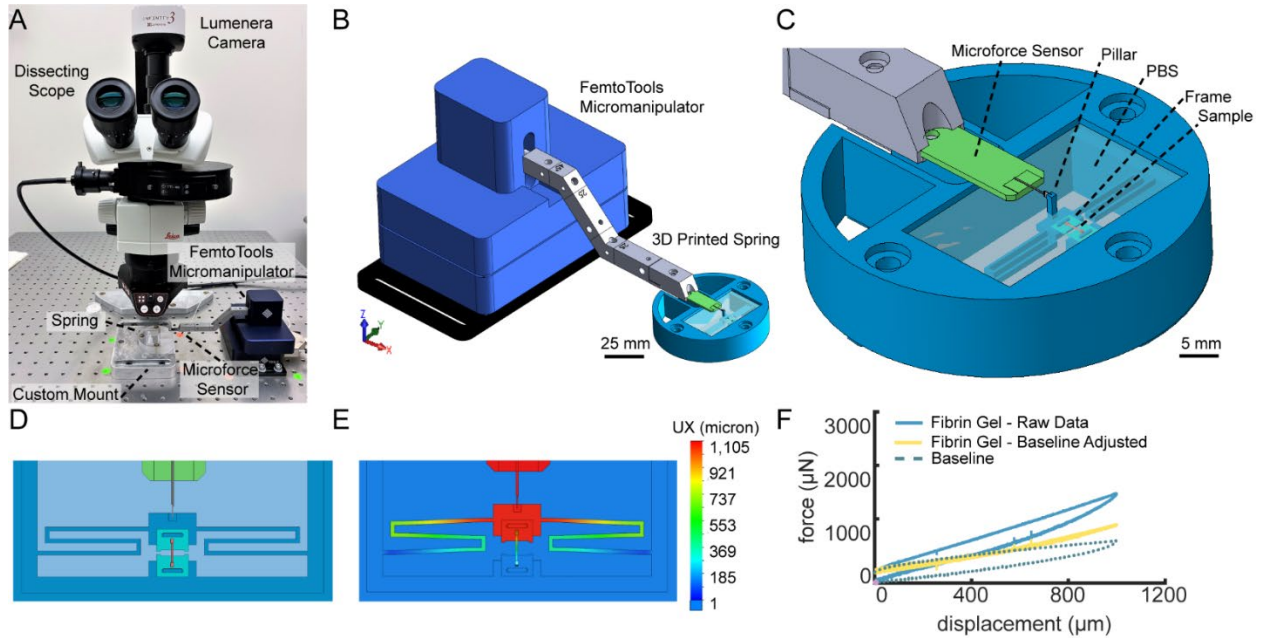 A
Lumenera
Camera
Dissecting
Scope
FemtoTools
Micromanipulator
Spring
Microforce
Sensor
Custom Mount
B
FemtoTools
Micromanipulator
3D Printed Spring
Z
Y
X
25 mm
C
Microforce Sensor
Pillar
PBS
Frame
Sample
5 mm
D
E
UX (micron)
1,105
921
737
553
369
185
1
F
3000
2000
1000
0
force (µN)
Fibrin Gel - Raw Data
Fibrin Gel - Baseline Adjusted
Baseline
0
400
800
1200
displacement (µm)